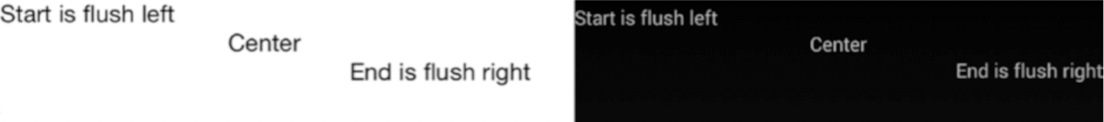 Start is flush left
Center
End is flush right
Start is flush left
Center
End is flush right